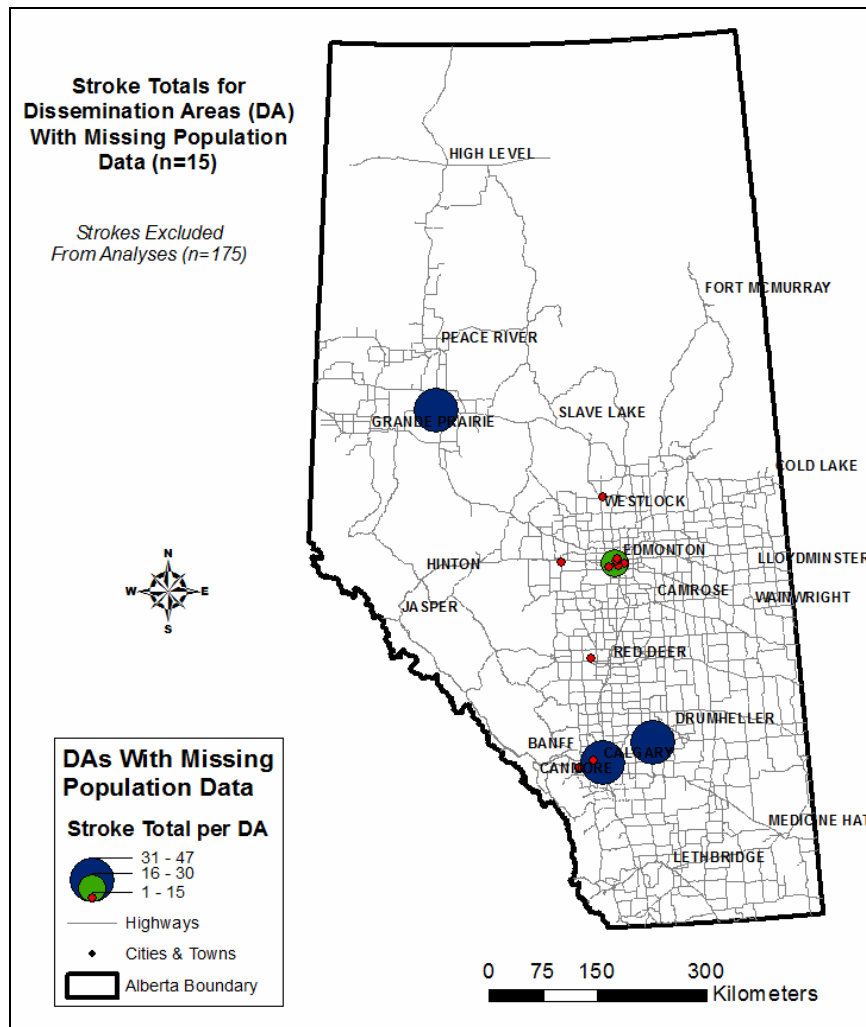 Stroke Totals for
Dissemination Areas (DA)
With Missing Population
Data (n=15)
Strokes Excluded
From Analyses (n=175)
HIGH LEVEL
FORT MCMURRAY
PEACE RIVER
SLAVE LAKE
GRANDE PRAIRIE
COLD LAKE
WESTLOCK
EDMONTON
LLOYDMINSTER
HINTON
CAMROSE
WAINWRIGHT
JASPER
RED DEER
DRUMHELLER
BANFF
CALGARY
CANMORE
MEDICINE HAT
LETHBRIDGE
N
W E
S
DAs With Missing
Population Data
Stroke Total per DA
31 - 47
16 - 30
1 - 15
Highways
Cities & Towns
Alberta Boundary
0 75 150 300
Kilometers